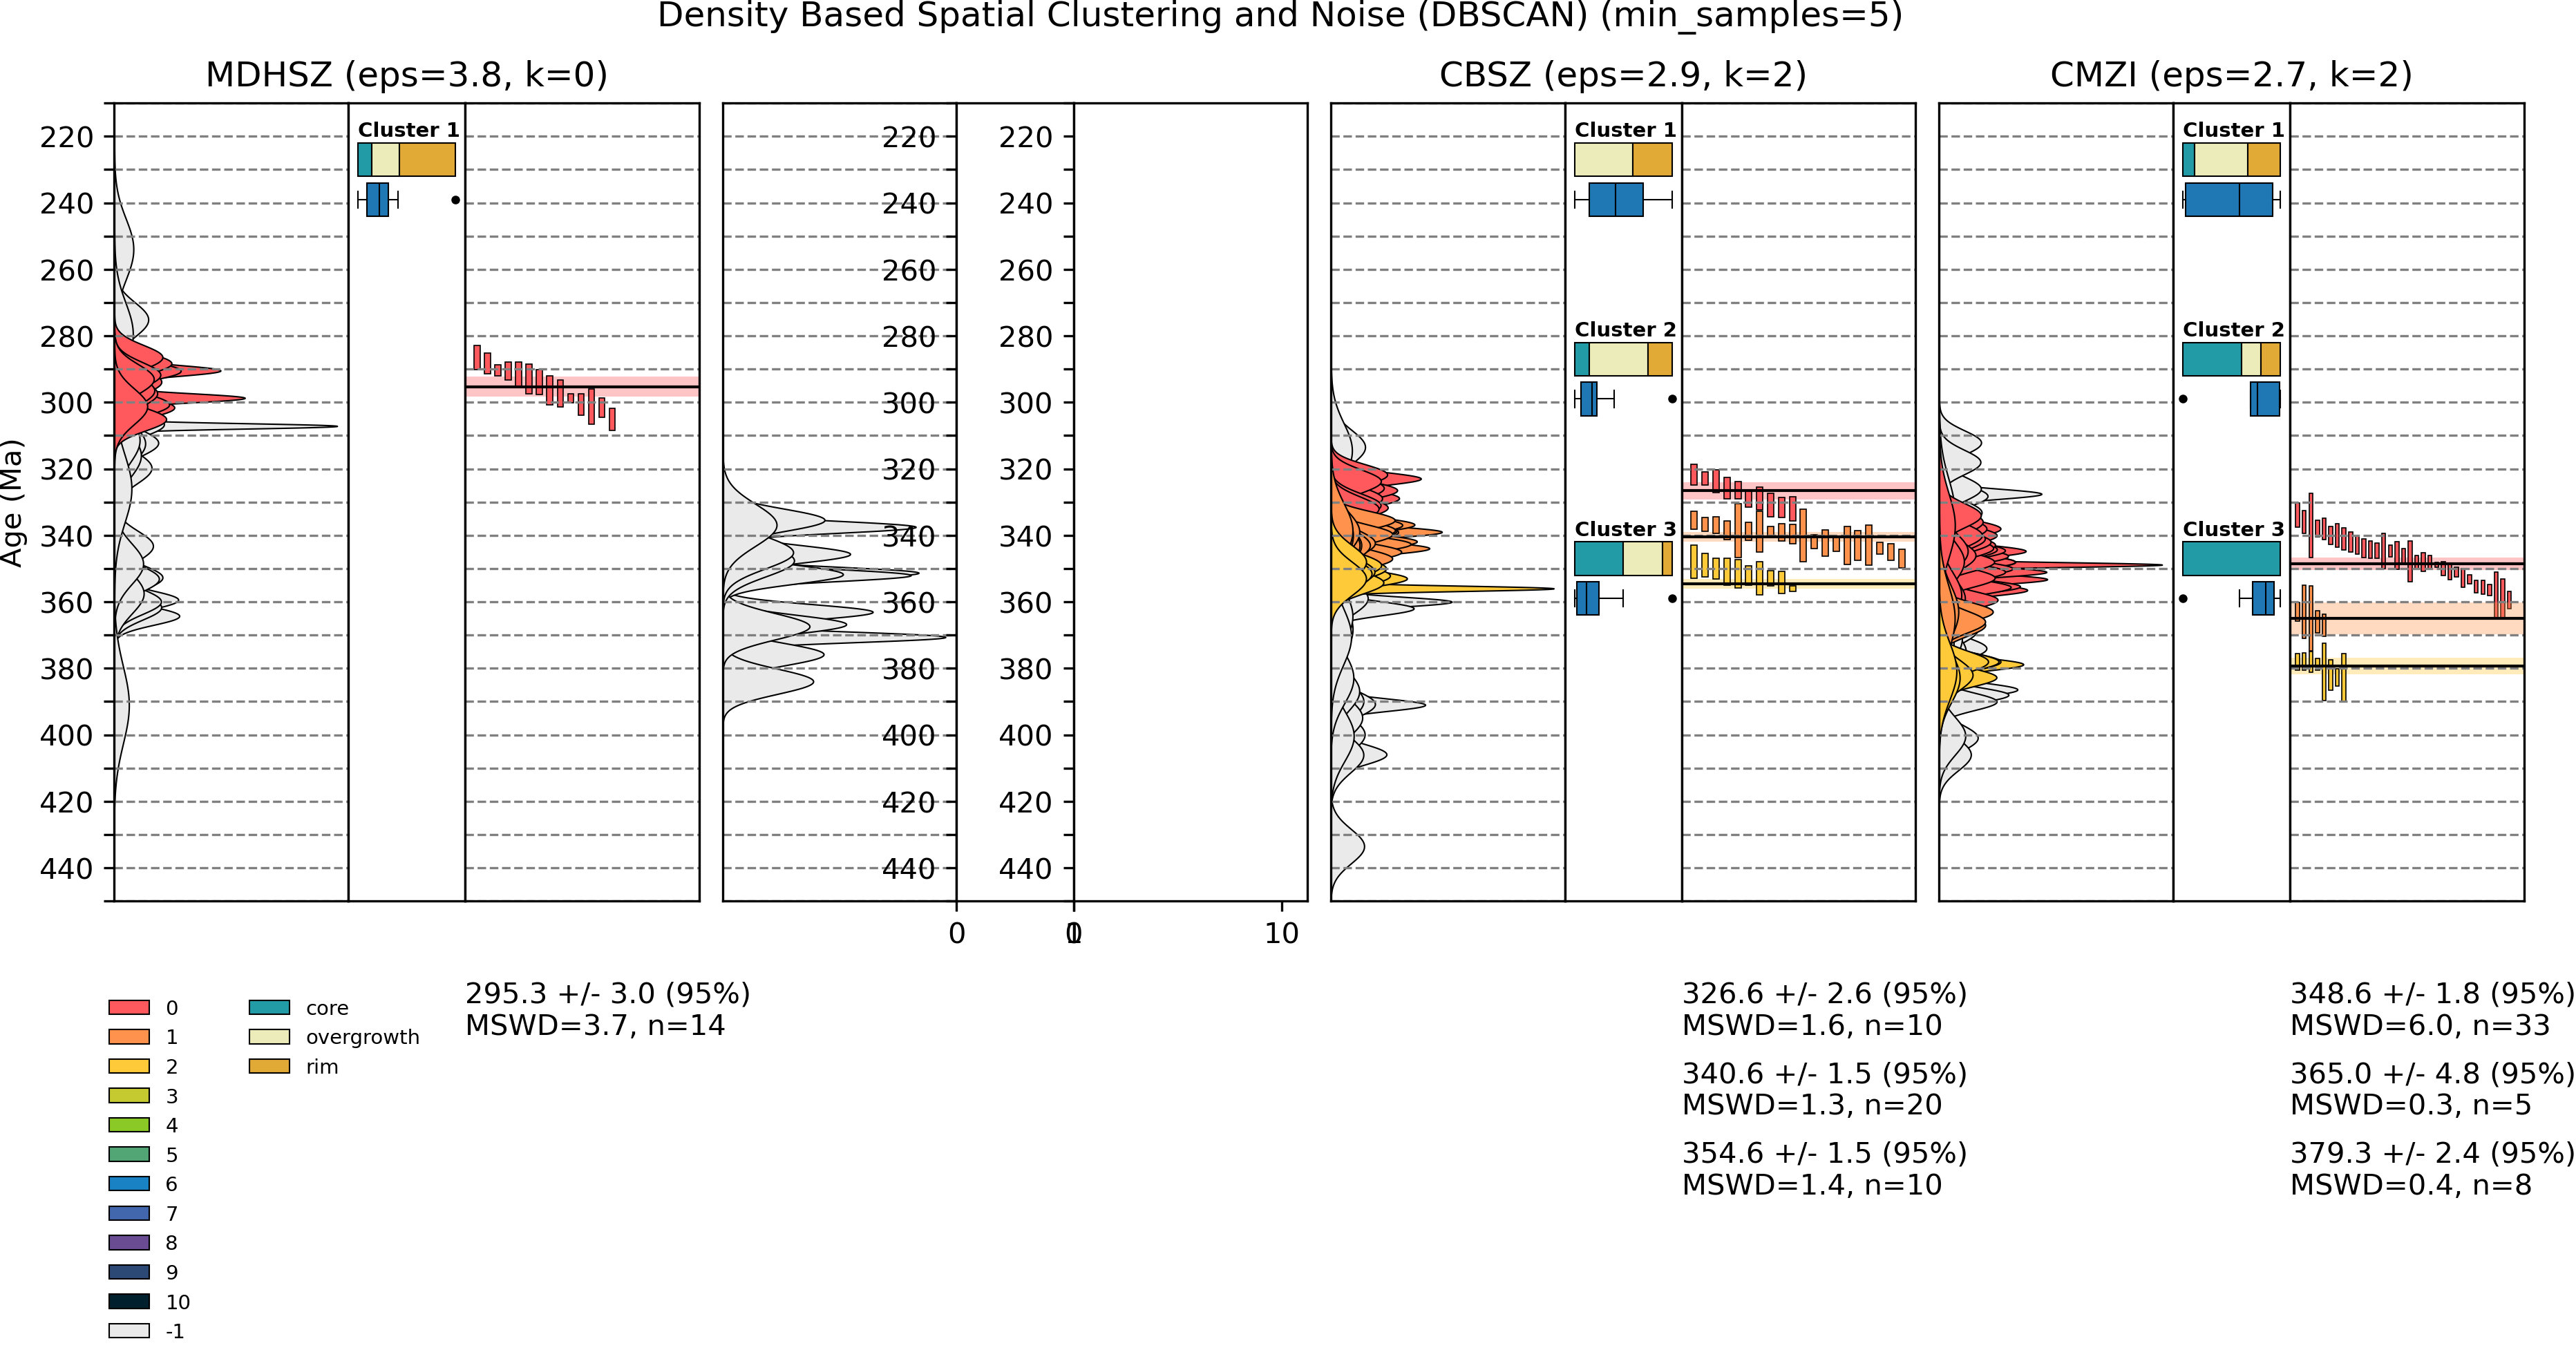 Density Based Spatial Clustering and Noise (DBSCAN) (min_samples=5)
MDHSZ (eps=3.8, k=0)
CBSZ (eps=2.9, k=2)
CMZI (eps=2.7, k=2)
Age (Ma)
220
240
260
280
300
320
340
360
380
400
420
440
Cluster 1
220
240
260
280
300
320
340
360
380
400
420
440
220
240
260
280
300
320
340
360
380
400
420
440
0
1
0
10
Cluster 1
Cluster 2
Cluster 3
Cluster 1
Cluster 2
Cluster 3
0
1
2
3
4
5
6
7
8
9
10
-1
core
overgrowth
rim
295.3 +/- 3.0 (95%)
MSWD=3.7, n=14
326.6 +/- 2.6 (95%)
MSWD=1.6, n=10
340.6 +/- 1.5 (95%)
MSWD=1.3, n=20
354.6 +/- 1.5 (95%)
MSWD=1.4, n=10
348.6 +/- 1.8 (95%)
MSWD=6.0, n=33
365.0 +/- 4.8 (95%)
MSWD=0.3, n=5
379.3 +/- 2.4 (95%)
MSWD=0.4, n=8